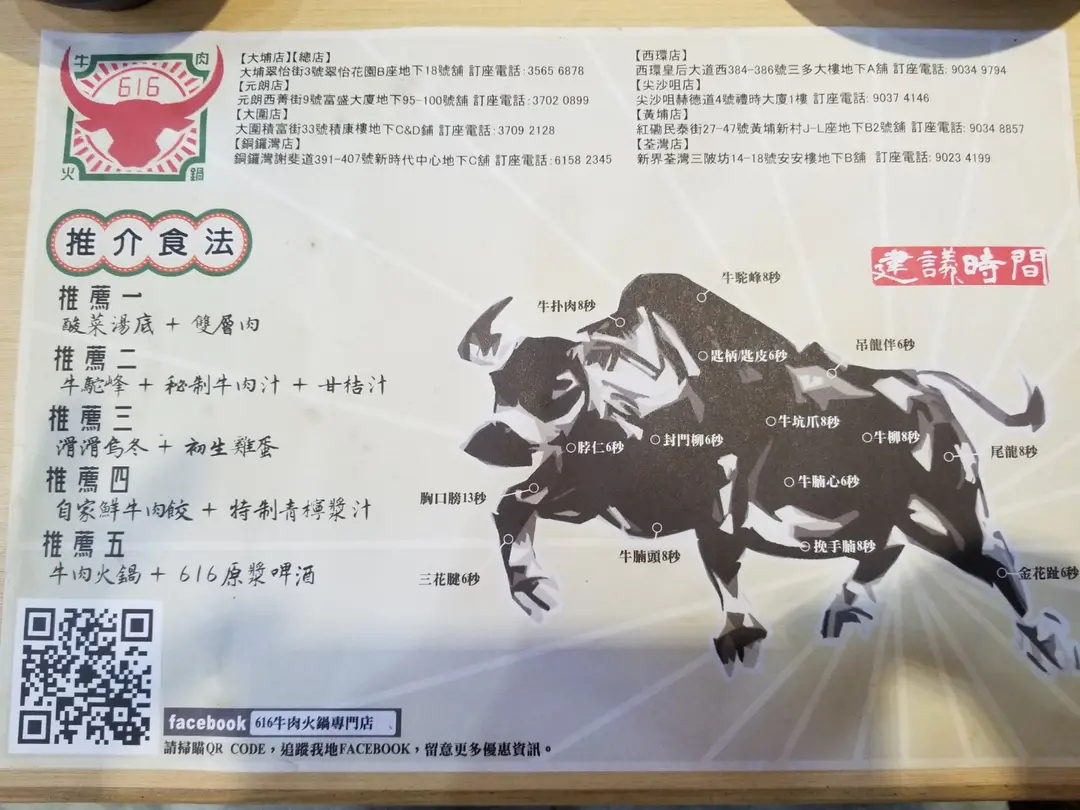 牛 肉
616
火 鍋
【大埔店】【總店】
大埔翠怡街3號翠怡花園B座地下18號舖 訂座電話:3565 6878
【元朗店】
元朗西菁街9號富盛大廈地下95-100號舖 訂座電話:3702 0899
【大圍店】
大圍積富街33號積康樓地下C&D鋪 訂座電話:3709 2128
【銅鑼灣店】
銅鑼灣謝斐道391-407號新時代中心地下C舖 訂座電話:6158 2345
【西環店】
西環皇后大道西384-386號三多大樓地下A舖 訂座電話:9034 9794
【尖沙咀店】
尖沙咀赫德道4號禮時大廈1樓 訂座電話:9037 4146
【黃埔店】
紅磡民泰街27-47號黃埔新村J-L座地下B2號舖 訂座電話:9034 8857
【荃灣店】
新界荃灣三陂坊14-18號安安樓地下B舖 訂座電話:9023 4199
推介食法
推薦一
酸菜湯底 + 雙層肉
推薦二
牛駝峰 + 秘制牛肉汁 + 甘桔汁
推薦三
滑滑烏冬 + 初生雞蛋
推薦四
自家鮮牛肉餃 + 特制青檸漿汁
推薦五
牛肉火鍋 + 616原漿啤酒
建議時間
牛駝峰8秒
牛扑肉8秒
吊龍伴6秒
匙柄/匙皮6秒
牛坑爪8秒
牛柳8秒
封門柳6秒
脖仁6秒
尾龍8秒
牛腩心6秒
胸口膀13秒
挽手腩8秒
牛腩頭8秒
三花腱6秒
金花趾6秒
facebook 616牛肉火鍋專門店
請掃瞄QR CODE，追蹤我地FACEBOOK，留意更多優惠資訊。